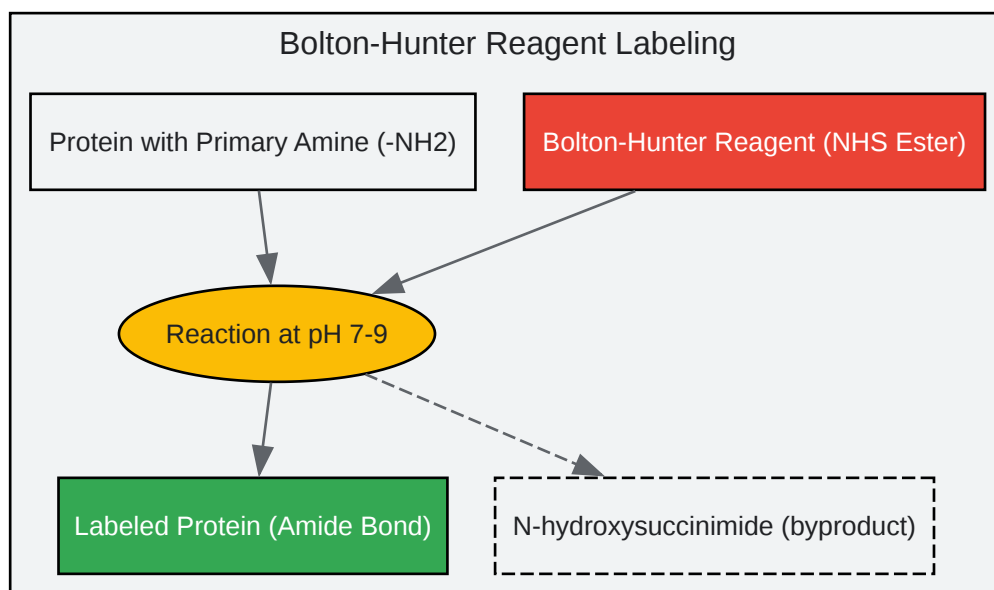 Bolton-Hunter Reagent Labeling
Protein with Primary Amine (-NH2)
Bolton-Hunter Reagent (NHS Ester)
Reaction at pH 7-9
Labeled Protein (Amide Bond)
N-hydroxysuccinimide (byproduct)